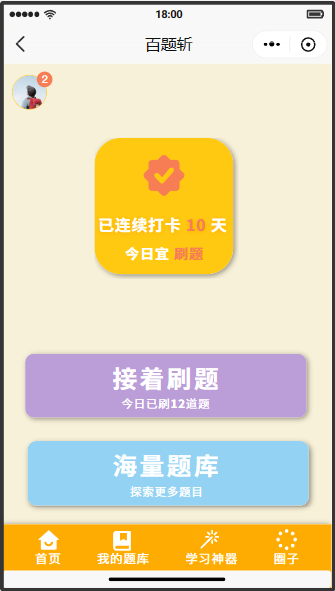 18:00
百题斩
2
已连续打卡 10 天
今日宜 刷题
接着刷题
今日已刷12道题
海量题库
探索更多题目
首页 我的题库 学习神器 圈子